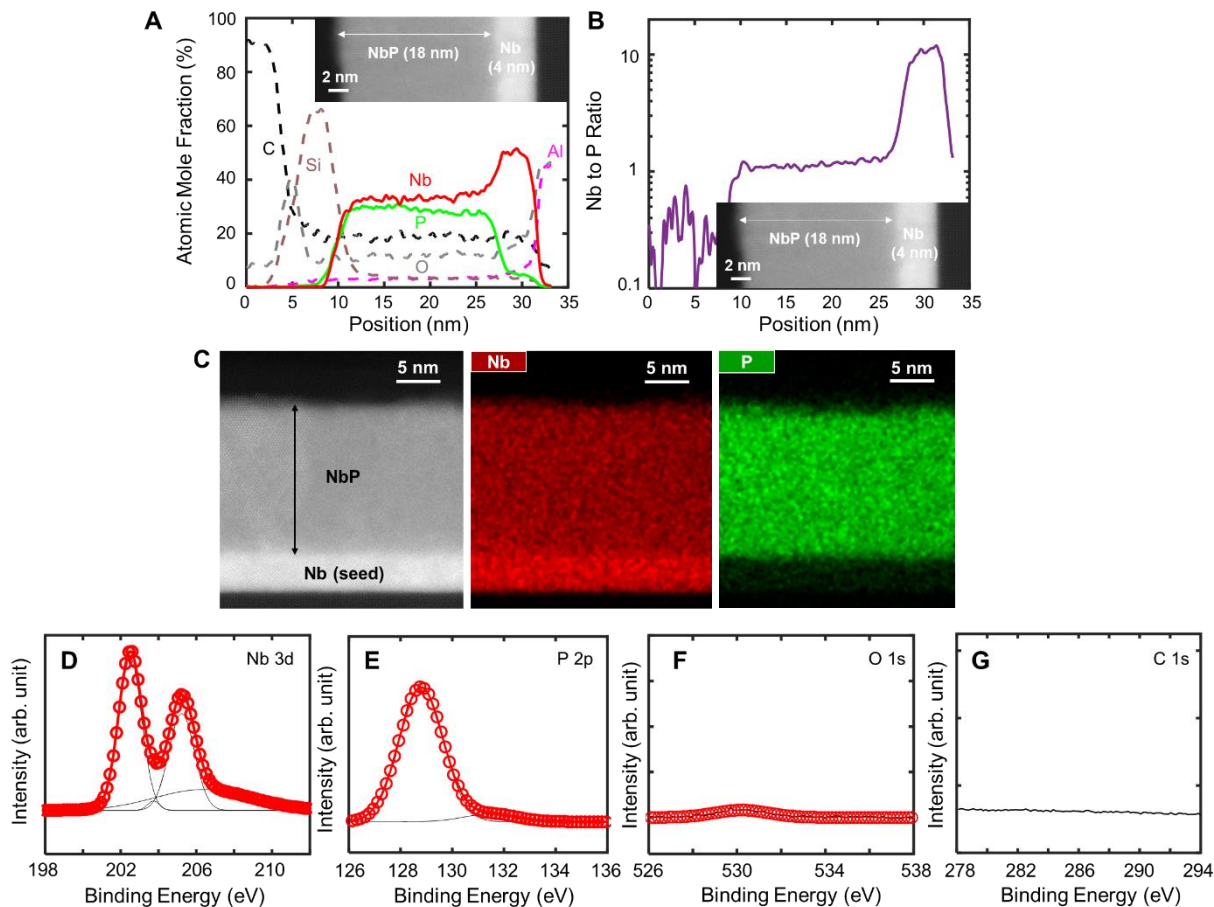 A
Atomic Mole Fraction (%)
100
80
60
40
20
0
0 5 10 15 20 25 30 35
Position (nm)
NbP (18 nm)
Nb
(4 nm)
2 nm
C
Si
Nb
P
O
Al
B
Nb to P Ratio
10
1
0.1
0 5 10 15 20 25 30 35
Position (nm)
NbP (18 nm)
Nb
(4 nm)
2 nm
C
5 nm
NbP
Nb (seed)
Nb
5 nm
P
5 nm
D
Nb 3d
Intensity (arb. unit)
198 202 206 210
Binding Energy (eV)
E
P 2p
Intensity (arb. unit)
126 128 130 132 134 136
Binding Energy (eV)
F
O 1s
Intensity (arb. unit)
526 530 534 538
Binding Energy (eV)
G
C 1s
Intensity (arb. unit)
278 282 286 290 294
Binding Energy (eV)